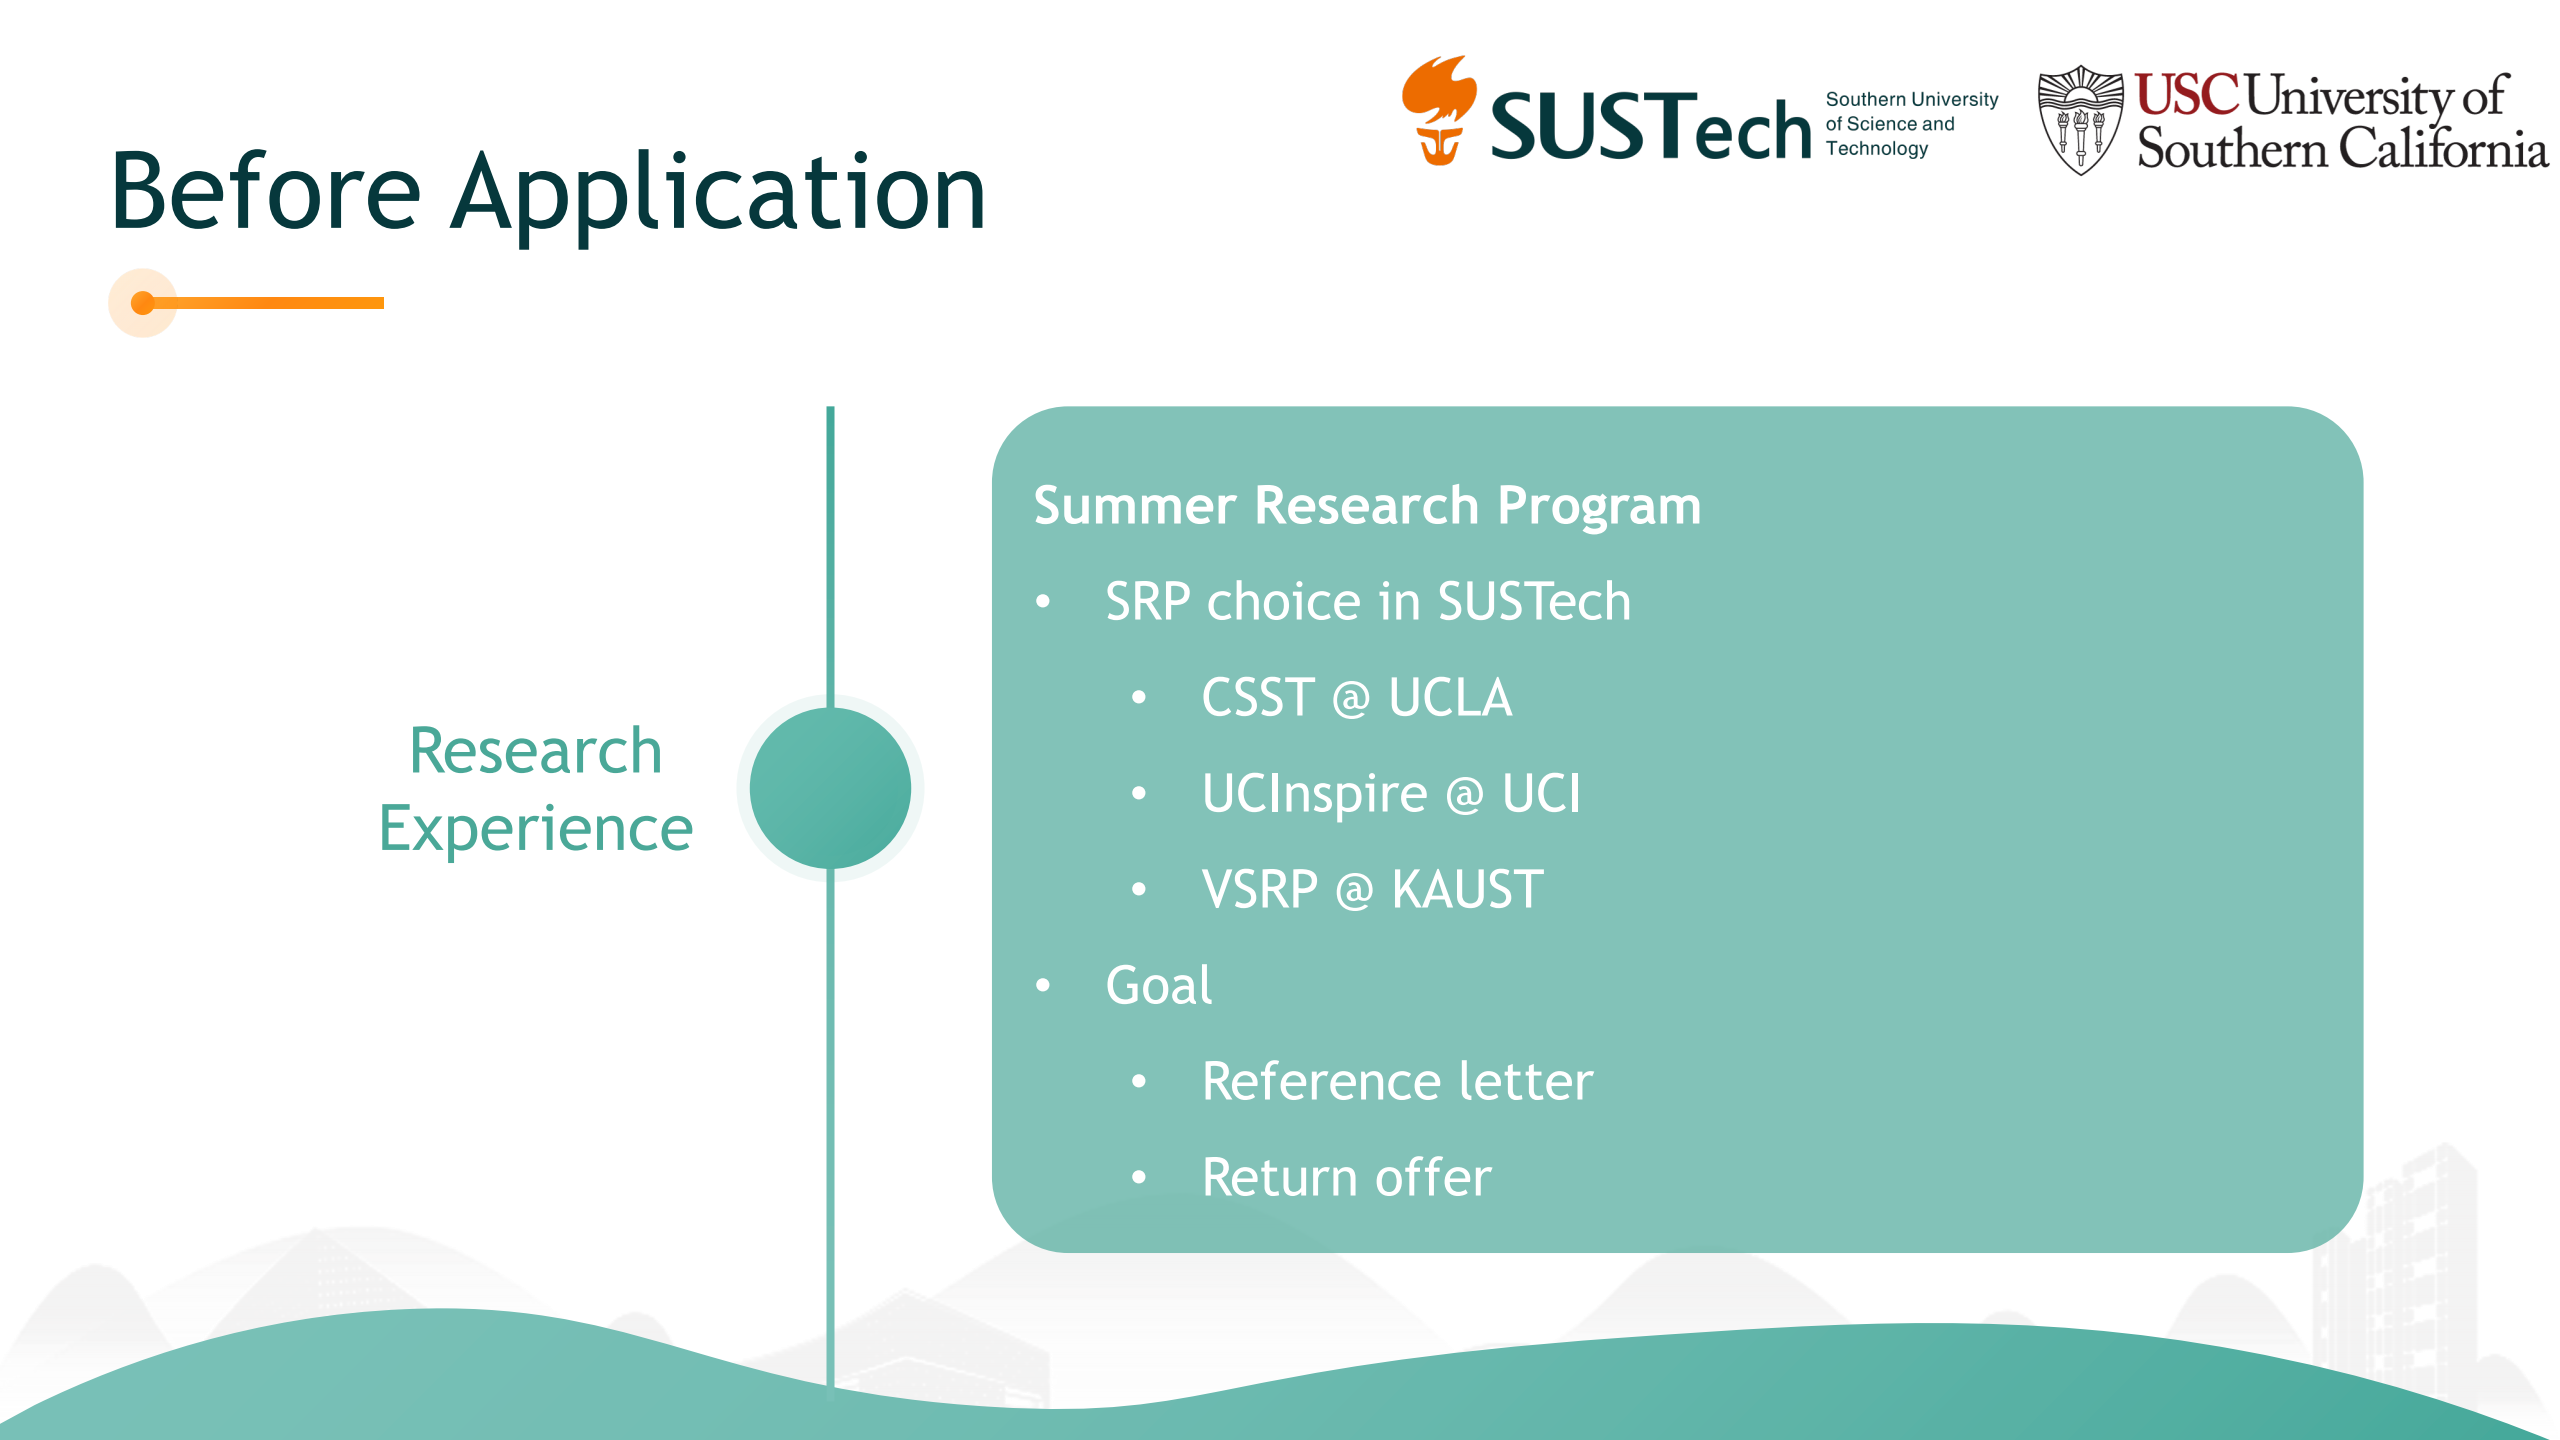 SUSTech
Southern University
of Science and
Technology
USC University of
Southern California
Before Application
Research
Experience
Summer Research Program
• SRP choice in SUSTech
• CSST @ UCLA
• UCInspire @ UCI
• VSRP @ KAUST
• Goal
• Reference letter
• Return offer